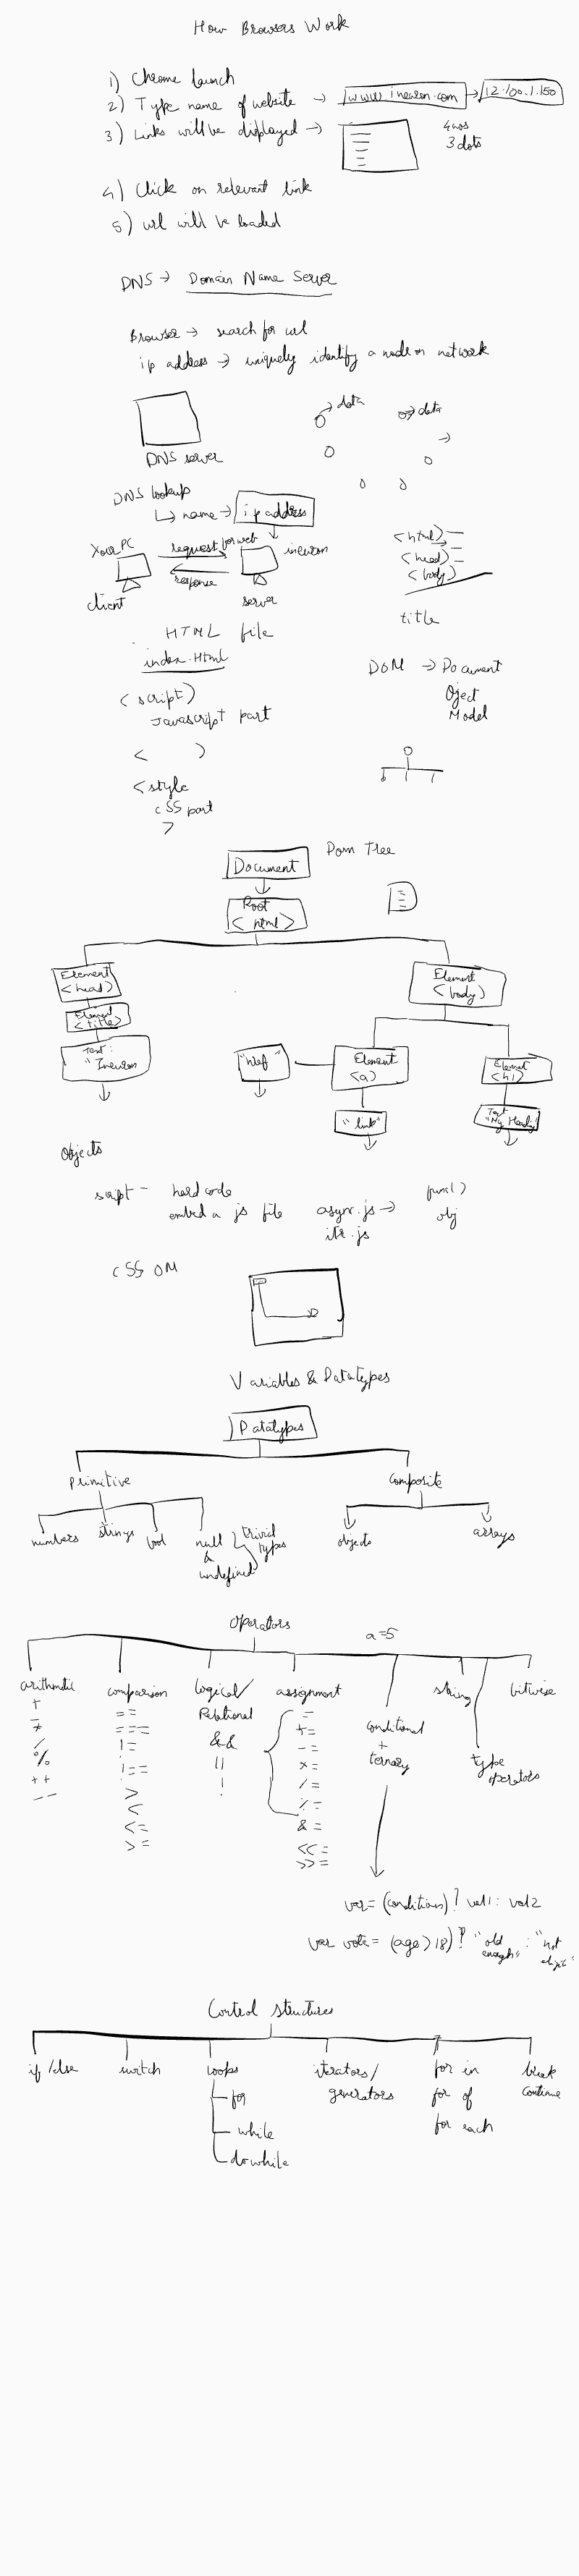 How Browsers Work
1) Chrome launch
2) Type name of website → www.ineuron.com → 12.100.1.150
3) Links will be displayed →
4 nos
3 dots
4) Click on relevant link
5) url will be loaded
DNS → Domain Name Server
Browser → search for url
ip address → uniquely identify a node on network
→ data
→ data
DNS server
DNS lookup
↳ name → ip address
Your PC
request for web
ineuron
response
client
server
<html>
<head>
<body>
title
HTML file
index.Html
DOM → Document
Oject
Model
<script>
Javascript part
< >
<style
CSS part
>
Dom Tree
Document
Root
<html>
Element
<head>
Element
<body>
Element
<title>
Text:
"Ineuron
"href"
Element
<a>
Element
<h1>
"link"
Text
"My Heading"
Objects
script - hard code
embed a js file
async.js →
itr.js
obj
CSS OM
Variables & Datatypes
Datatypes
Primitive
Composite
numbers
strings
bool
null
&
undefined
trivial
types
objects
arrays
Operators
a=5
arithmetic
+
-
*
/
%
++
--
comparison
==
===
!=
!==
>
<
<=
>=
logical/
Relational
&&
||
!
assignment
=
+=
-=
*=
/=
%=
&=
<<=
>>=
conditional
+
ternary
string
type
operators
bitwise
var= (conditions)? val1: val2
var vote= (age>18)? "old enough": "not
Control structures
if/else
switch
loops
for
while
do while
iterators/
generators
for in
for of
for each
break
continue